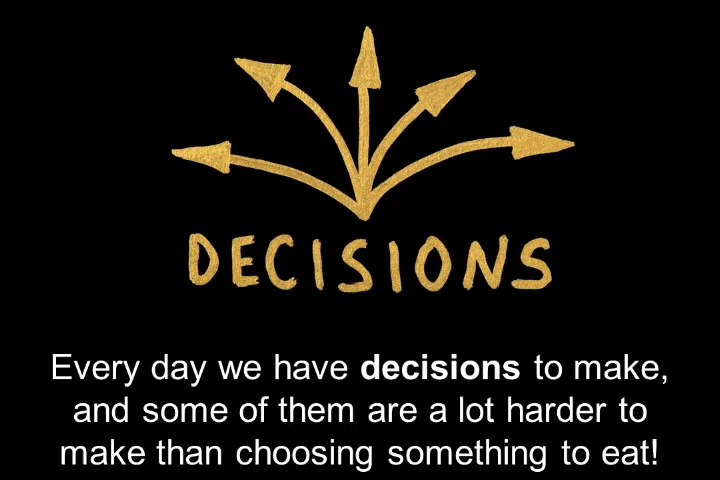 DECISIONS
Every day we have decisions to make,
and some of them are a lot harder to
make than choosing something to eat!